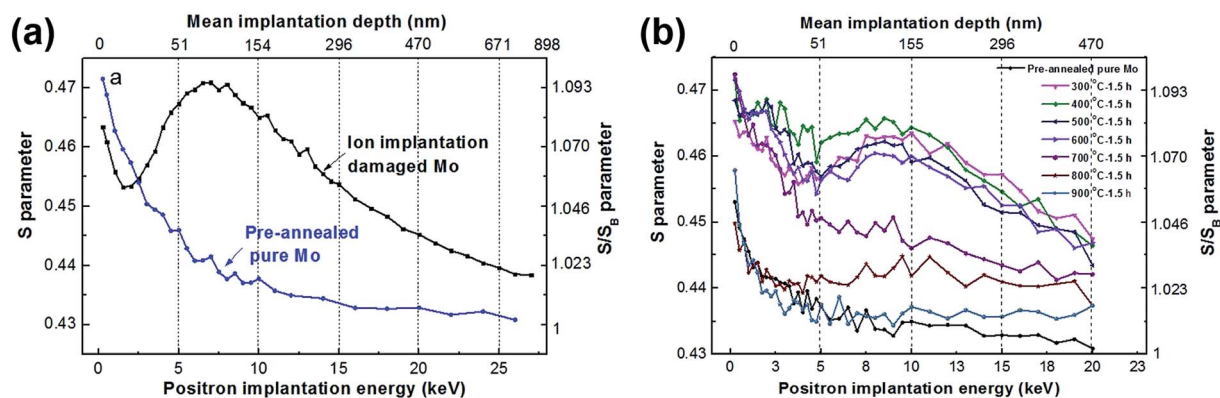 (a)
Mean implantation depth (nm)
0 51 154 296 470 671 898
a
S parameter
0.47
0.46
0.45
0.44
0.43
1.093
1.070
1.046
1.023
1
S/SB parameter
Ion implantation
damaged Mo
Pre-annealed
pure Mo
0 5 10 15 20 25
Positron implantation energy (keV)
(b)
Mean implantation depth (nm)
0 51 155 296 470
S parameter
0.47
0.46
0.45
0.44
0.43
1.093
1.070
1.046
1.023
1
S/SB parameter
Pre-annealed pure Mo
300°C-1.5 h
400°C-1.5 h
500°C-1.5 h
600°C-1.5 h
700°C-1.5 h
800°C-1.5 h
900°C-1.5 h
0 3 5 8 10 13 15 18 20 23
Positron implantation energy (keV)